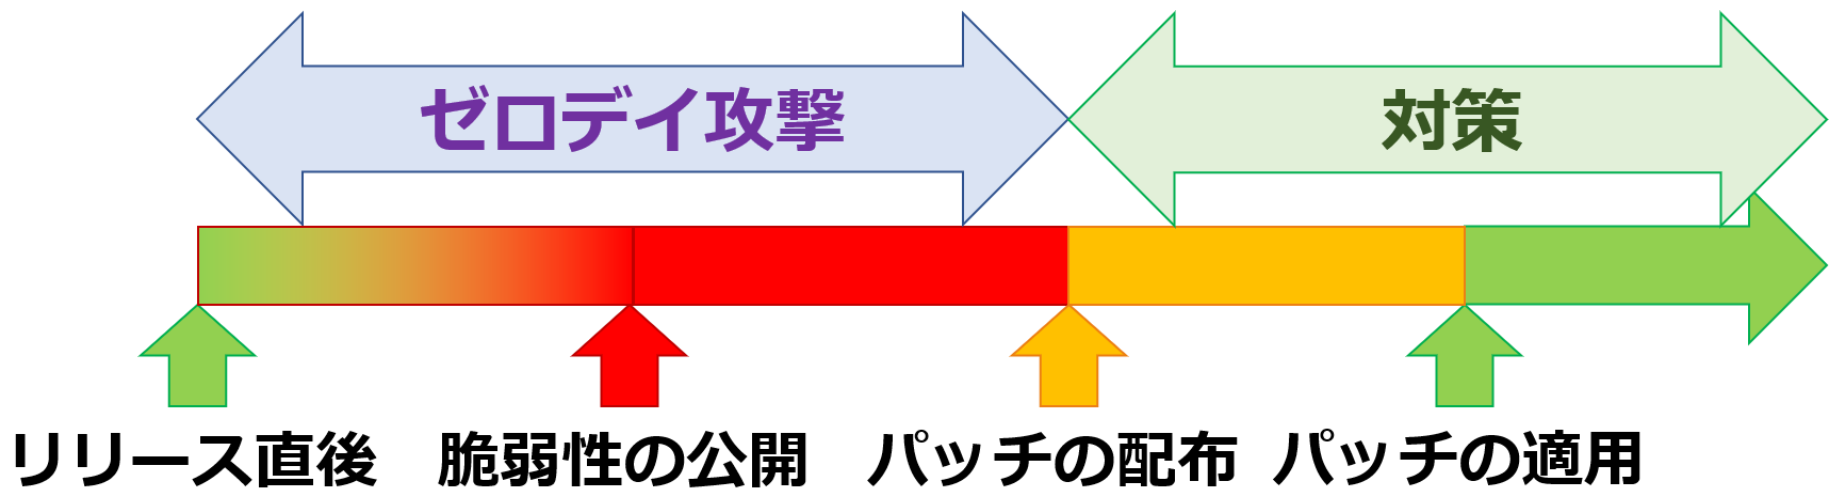 ゼロデイ攻撃
対策
リリース直後
脆弱性の公開
パッチの配布
パッチの適用